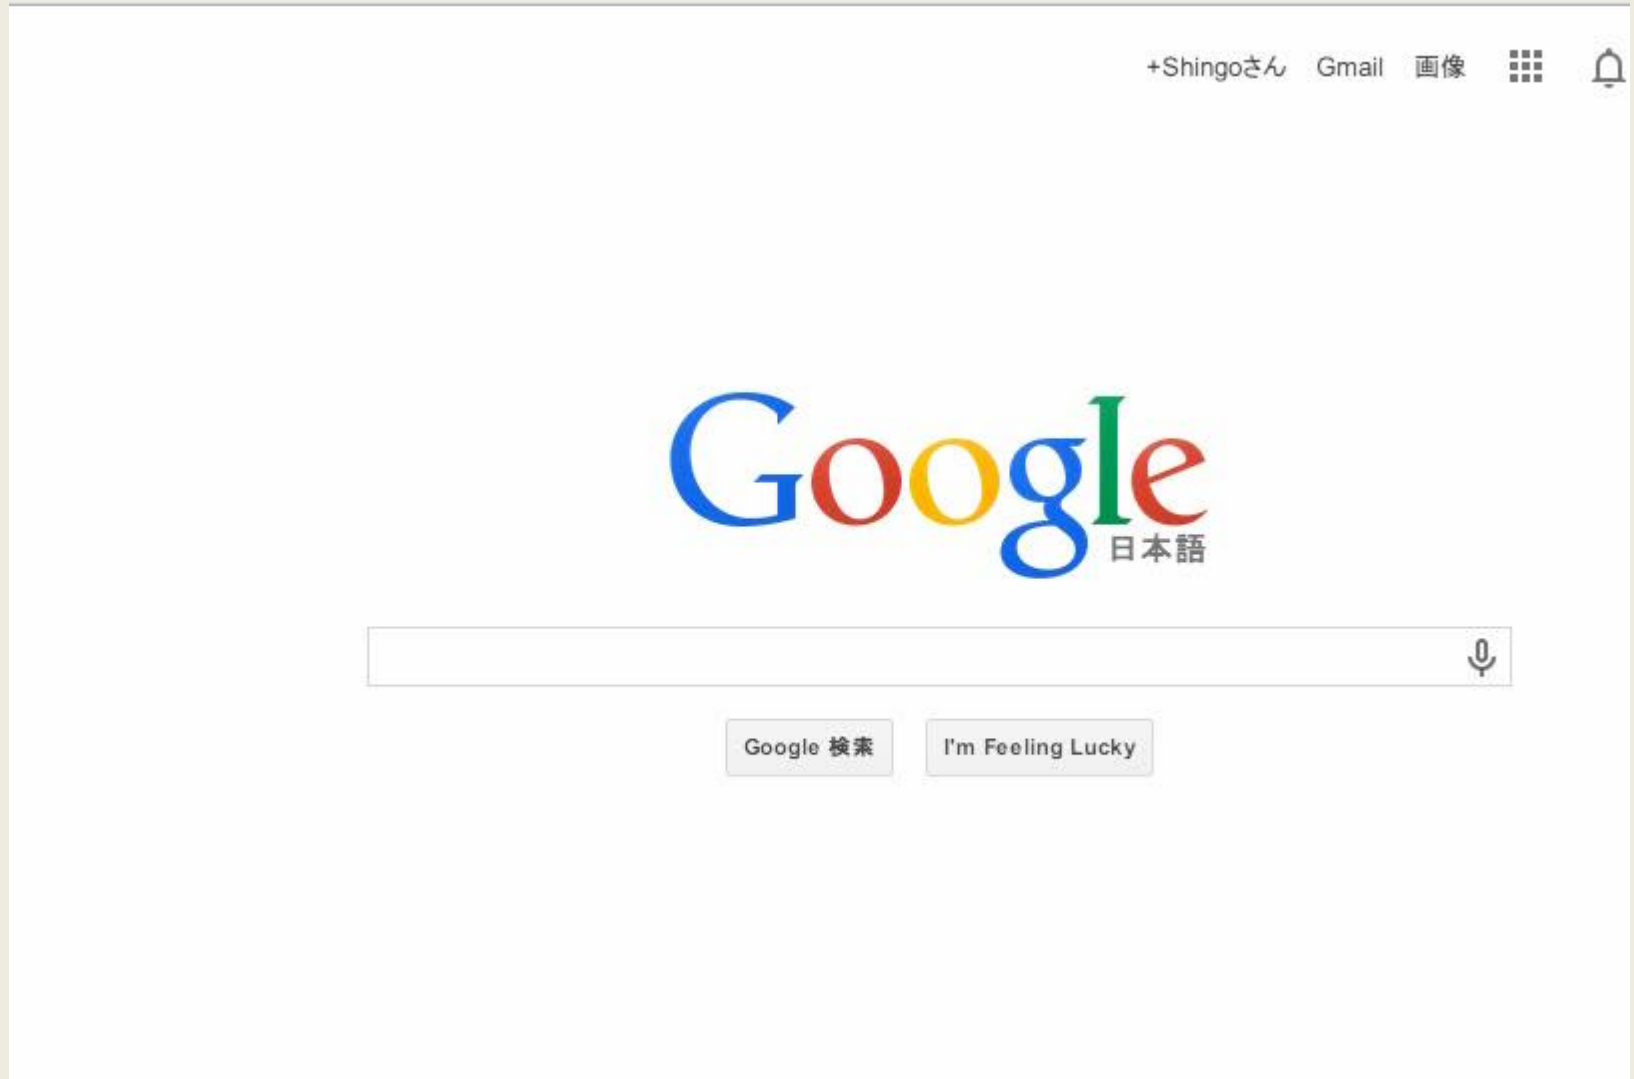 +Shingoさん Gmail 画像
Google
日本語
Google 検索 I'm Feeling Lucky